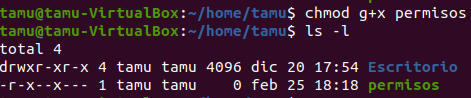 tamu@tamu-VirtualBox:/home/tamu$ chmod g+x permisos
tamu@tamu-VirtualBox:/home/tamu$ ls -l
total 4
drwxr-xr-x 4 tamu tamu 4096 dic 20 17:54 Escritorio
-r-x--x--- 1 tamu tamu    0 feb 25 18:18 permisos